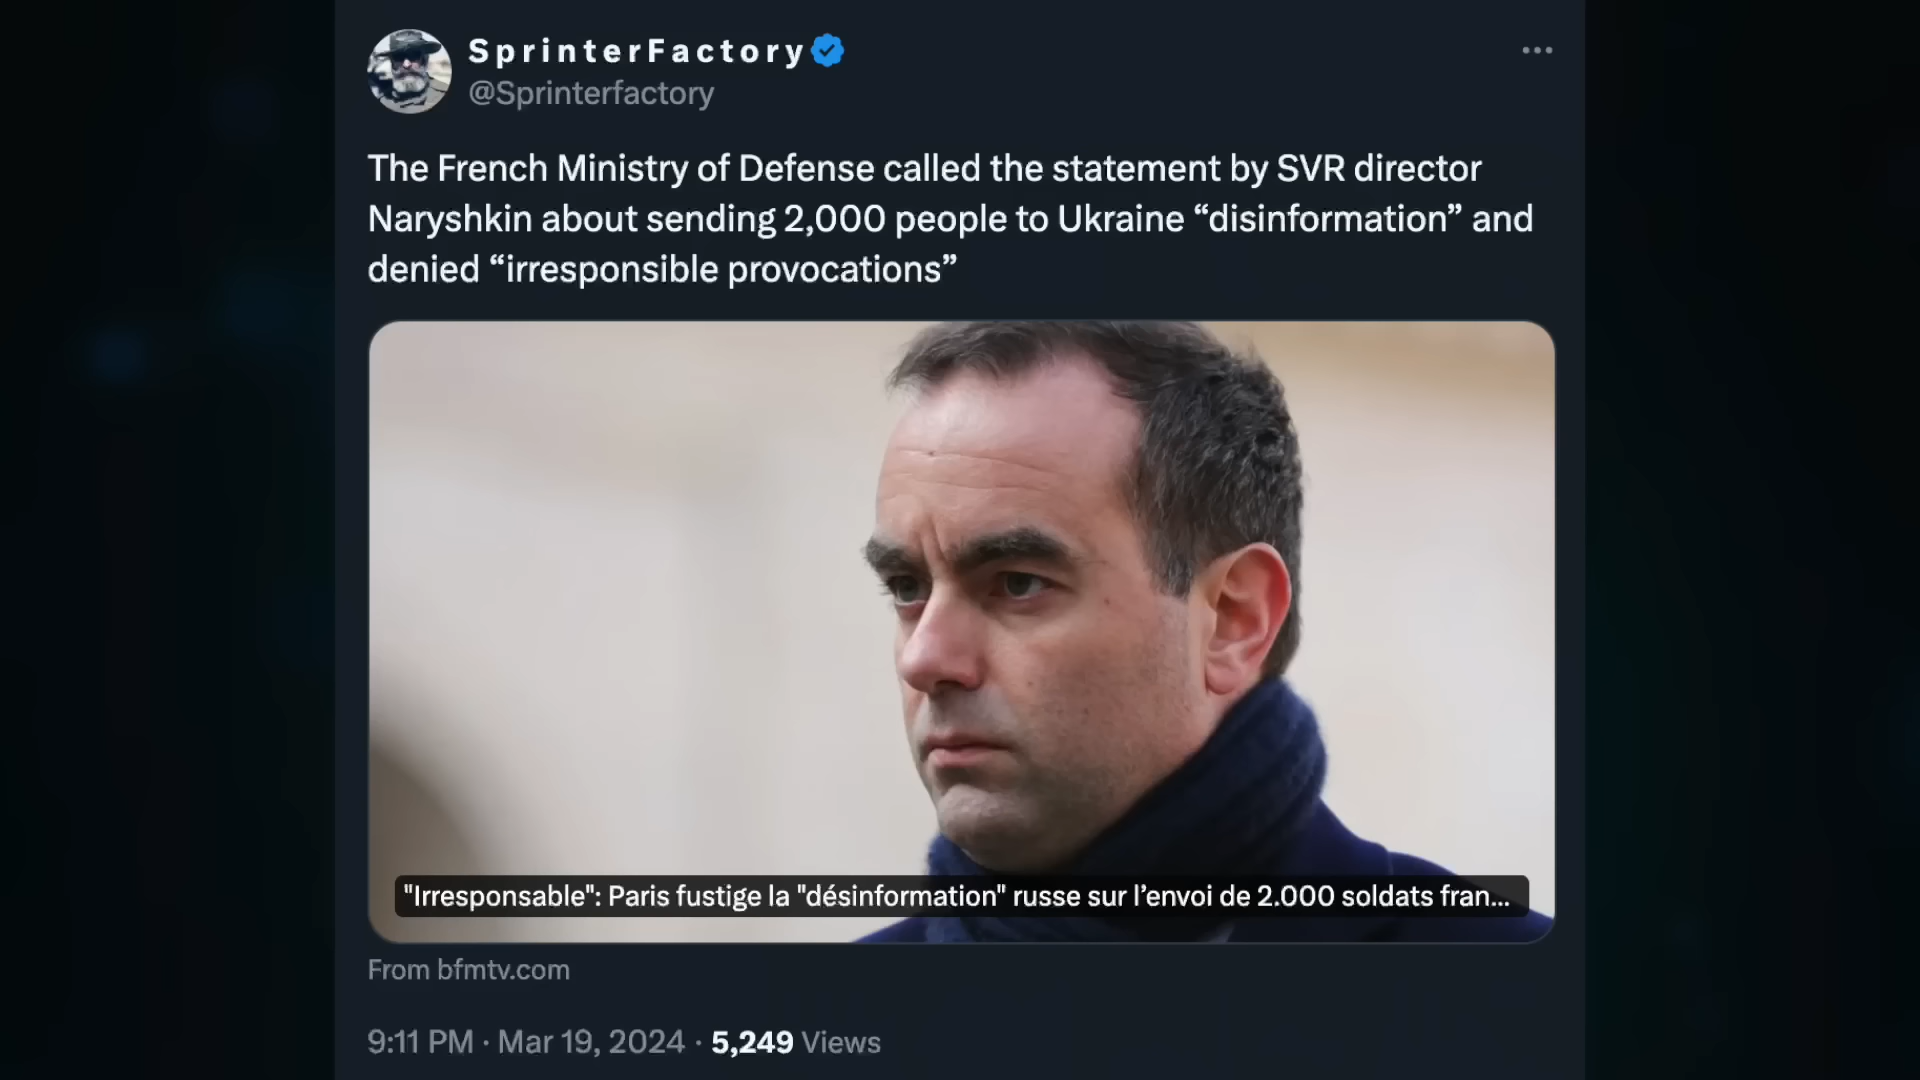 SprinterFactory
@Sprinterfactory
The French Ministry of Defense called the statement by SVR director
Naryshkin about sending 2,000 people to Ukraine “disinformation” and
denied “irresponsible provocations”
"Irresponsable": Paris fustige la "désinformation" russe sur l’envoi de 2.000 soldats fran...
From bfmtv.com
9:11 PM · Mar 19, 2024 · 5,249 Views